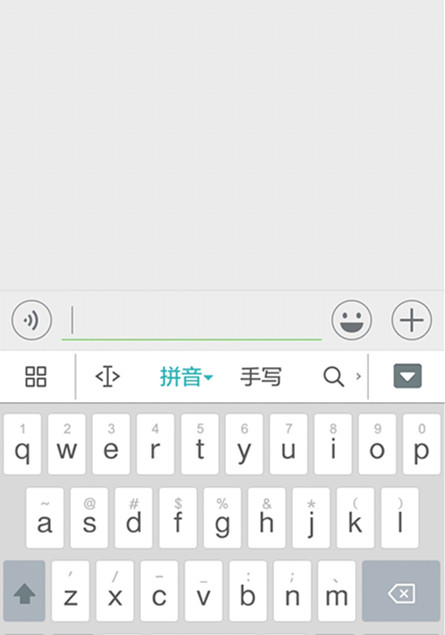 拼音 手写
1 2 3 4 5 6 7 8 9 0
q w e r t y u i o p
~ @ # $ % & * ( )
a s d f g h j k l
' / - _ : ; 、
z x c v b n m